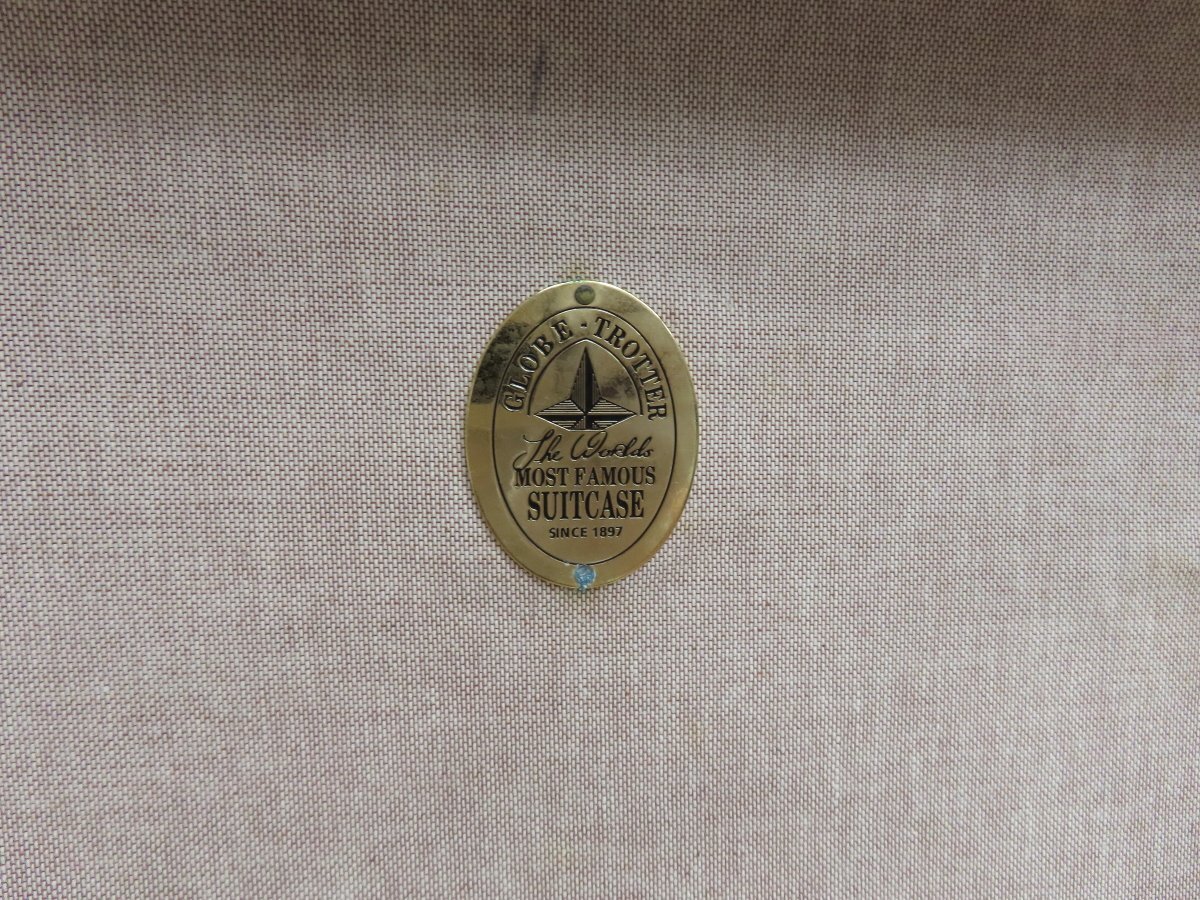 GLOBE-TROTTER
The Worlds
MOST FAMOUS
SUITCASE
SINCE 1897